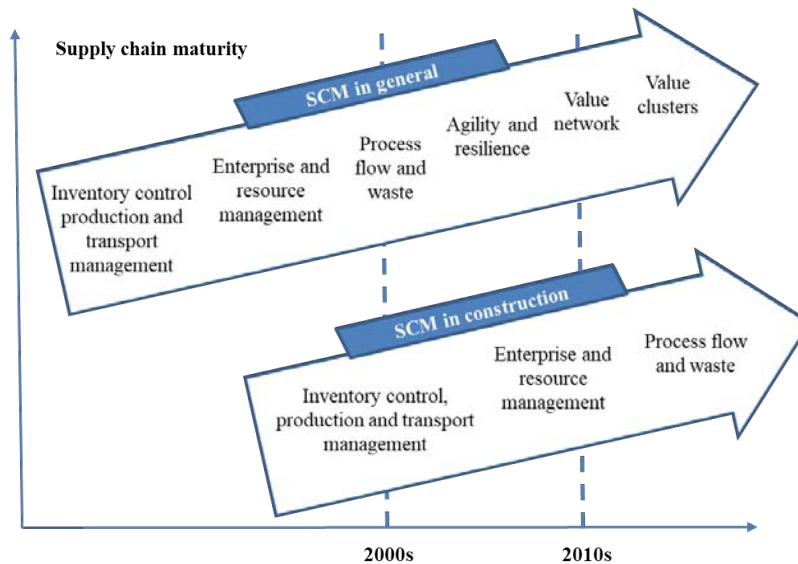 Supply chain maturity
SCM in general
Inventory control
production and
transport
management
Enterprise and
resource
management
Process
flow and
waste
Agility and
resilience
Value
network
Value
clusters
SCM in construction
Inventory control,
production and transport
management
Enterprise and
resource
management
Process flow
and waste
2000s
2010s